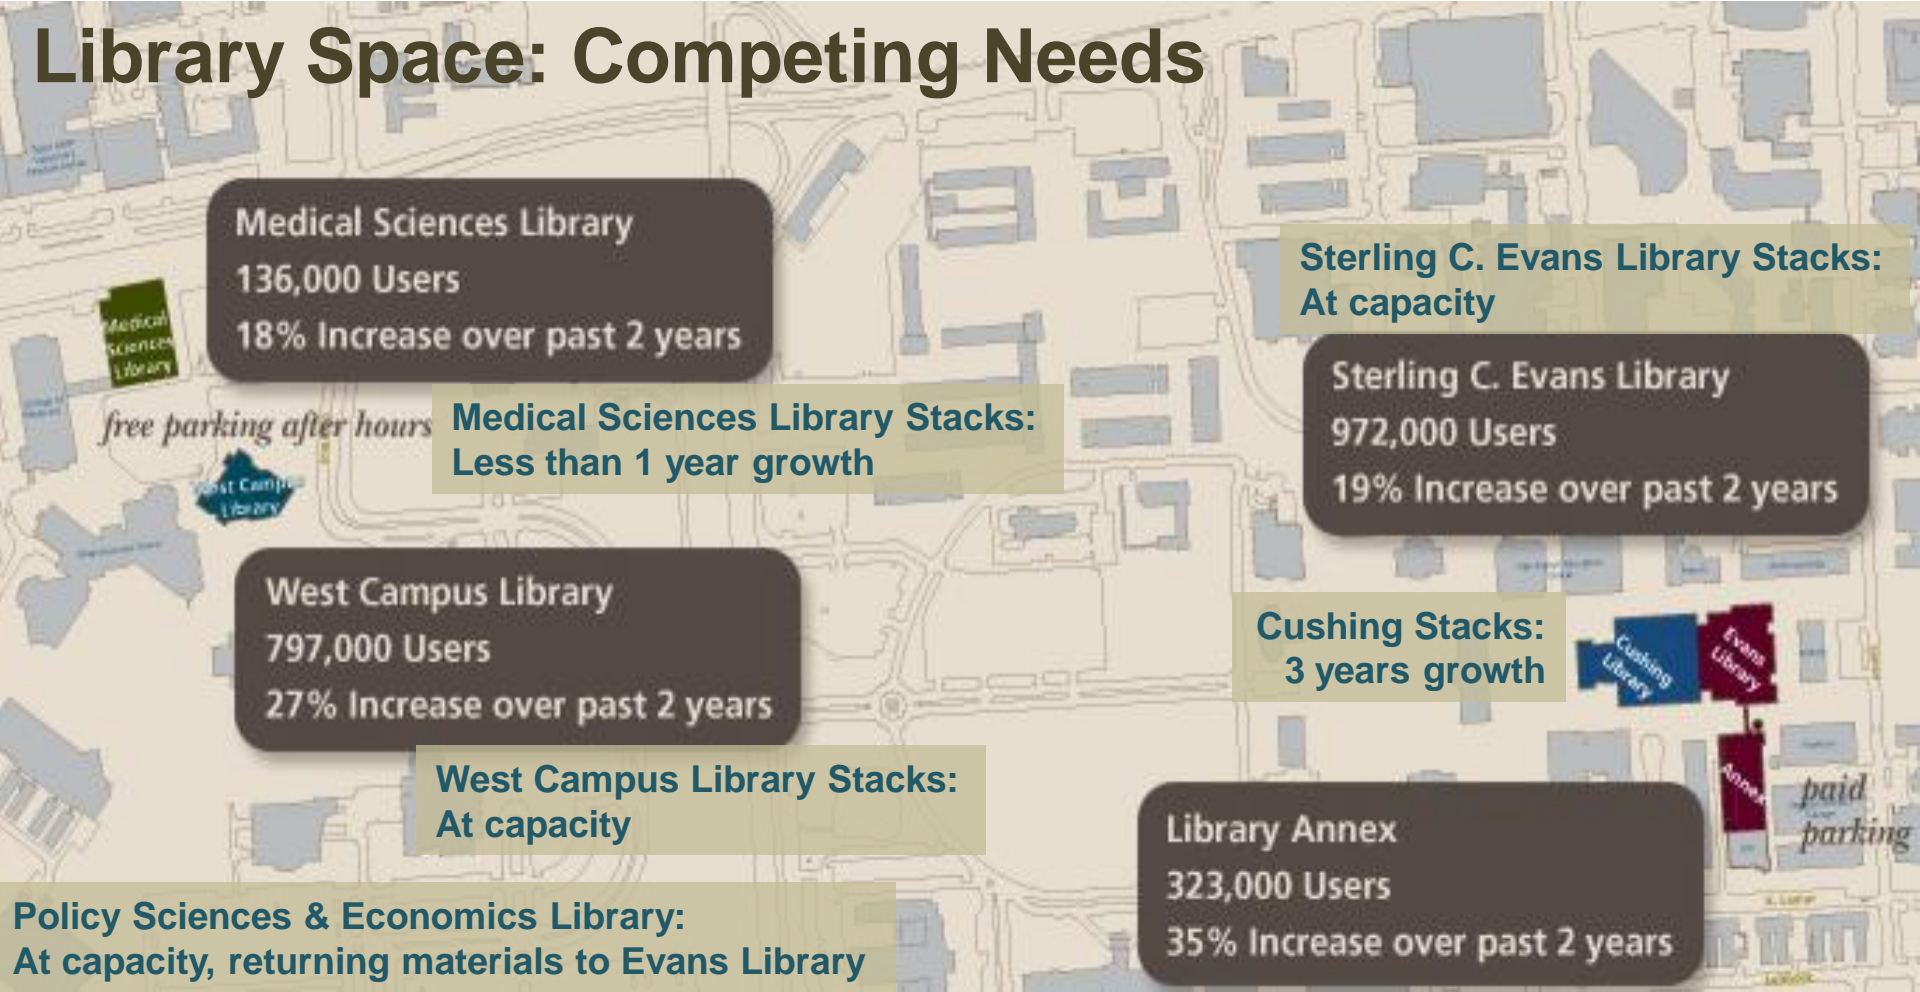 Library Space: Competing Needs
Medical Sciences Library
136,000 Users
18% Increase over past 2 years
Medical
Sciences
Library
free parking after hours
Medical Sciences Library Stacks:
Less than 1 year growth
West Campus
Library
West Campus Library
797,000 Users
27% Increase over past 2 years
West Campus Library Stacks:
At capacity
Policy Sciences & Economics Library:
At capacity, returning materials to Evans Library
Sterling C. Evans Library Stacks:
At capacity
Sterling C. Evans Library
972,000 Users
19% Increase over past 2 years
Cushing Stacks:
3 years growth
Cushing
Library
Evans
Library
Annex
paid
parking
Library Annex
323,000 Users
35% Increase over past 2 years